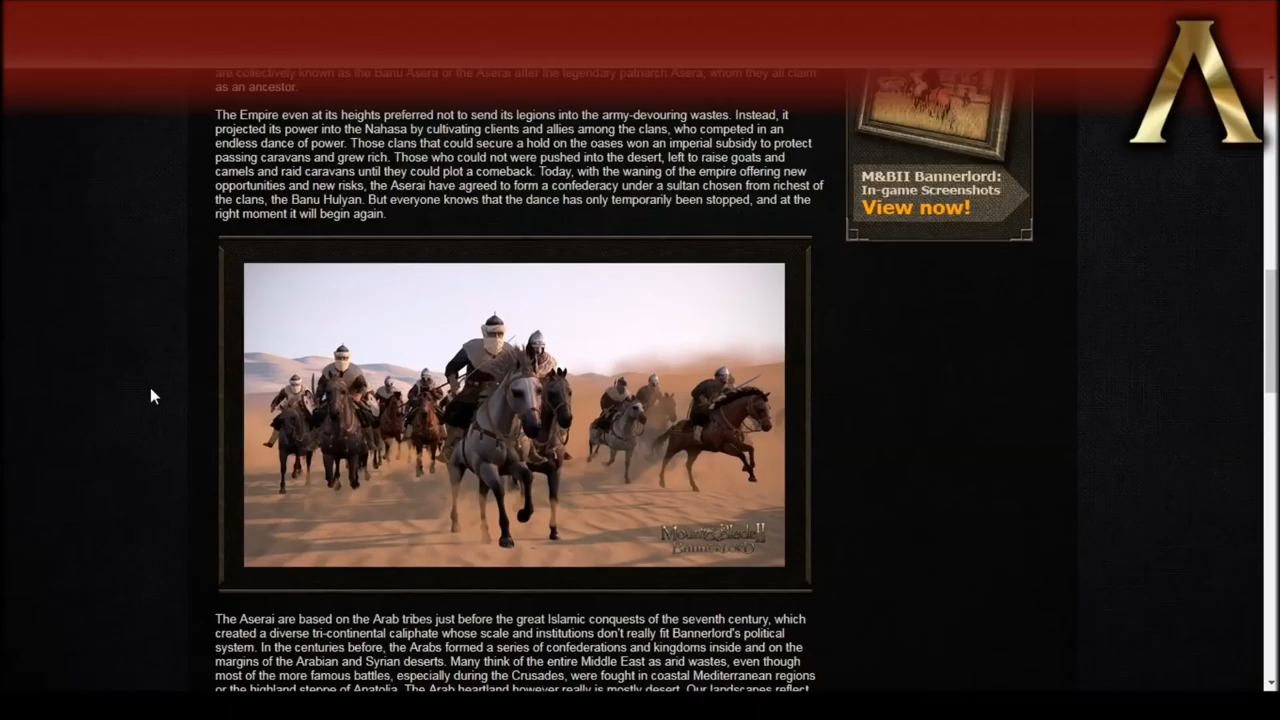 are collectively known as the Banu Asera or the Aserai after the legendary patriarch Asera, whom they all claim
as an ancestor.
The Empire even at its heights preferred not to send its legions into the army-devouring wastes. Instead, it
projected its power into the Nahasa by cultivating clients and allies among the clans, who competed in an
endless dance of power. Those clans that could secure a hold on the oases won an imperial subsidy to protect
passing caravans and grew rich. Those who could not were pushed into the desert, left to raise goats and
camels and raid caravans until they could plot a comeback. Today, with the waning of the empire offering new
opportunities and new risks, the Aserai have agreed to form a confederacy under a sultan chosen from richest of
the clans, the Banu Hulyan. But everyone knows that the dance has only temporarily been stopped, and at the
right moment it will begin again.
M&BII Bannerlord:
In-game Screenshots
View now!
Mount & Blade II
Bannerlord
The Aserai are based on the Arab tribes just before the great Islamic conquests of the seventh century, which
created a diverse tri-continental caliphate whose scale and institutions don't really fit Bannerlord's political
system. In the centuries before, the Arabs formed a series of confederations and kingdoms inside and on the
margins of the Arabian and Syrian deserts. Many think of the entire Middle East as arid wastes, even though
most of the more famous battles, especially during the Crusades, were fought in coastal Mediterranean regions
or the highland steppe of Anatolia. The Arab heartland however really is mostly desert. Our landscapes reflect